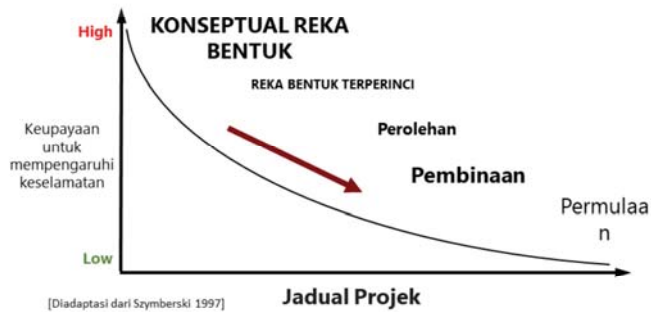 High
KONSEPTUAL REKA
BENTUK
REKA BENTUK TERPERINCI
Perolehan
Keupayaan
untuk
mempengaruhi
keselamatan
Pembinaan
Permulaa
n
Low
[Diadaptasi dari Szymberski 1997]
Jadual Projek